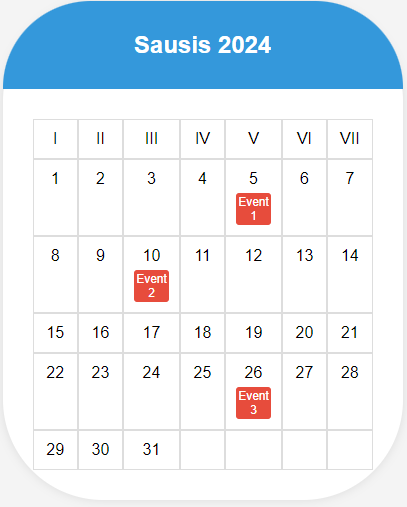 Sausis 2024
I II III IV V VI VII
1 2 3 4 5 6 7
Event
1
8 9 10 11 12 13 14
Event
2
15 16 17 18 19 20 21
22 23 24 25 26 27 28
Event
3
29 30 31